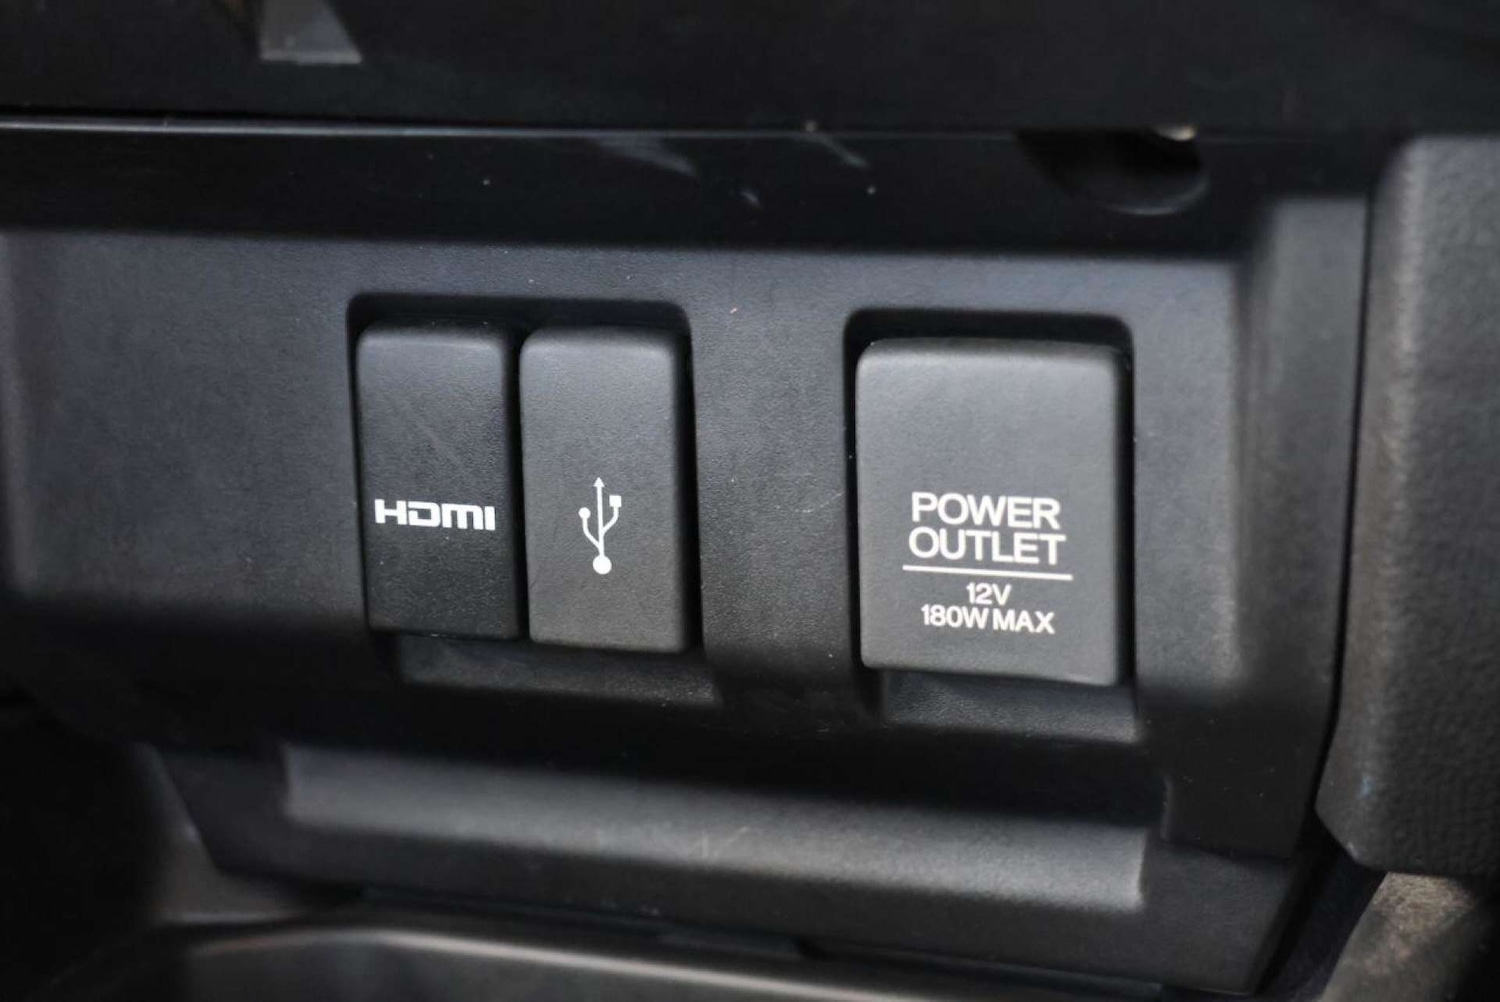 HDMI
POWER
OUTLET
12V
180W MAX